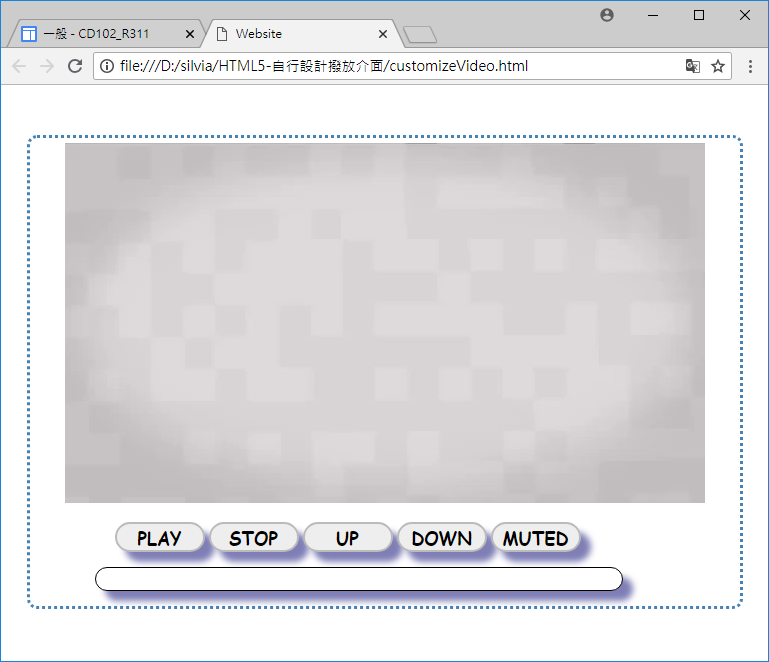 一般 - CD102_R311
Website
file:///D:/silvia/HTML5-自行設計撥放介面/customizeVideo.html
PLAY STOP UP DOWN MUTED